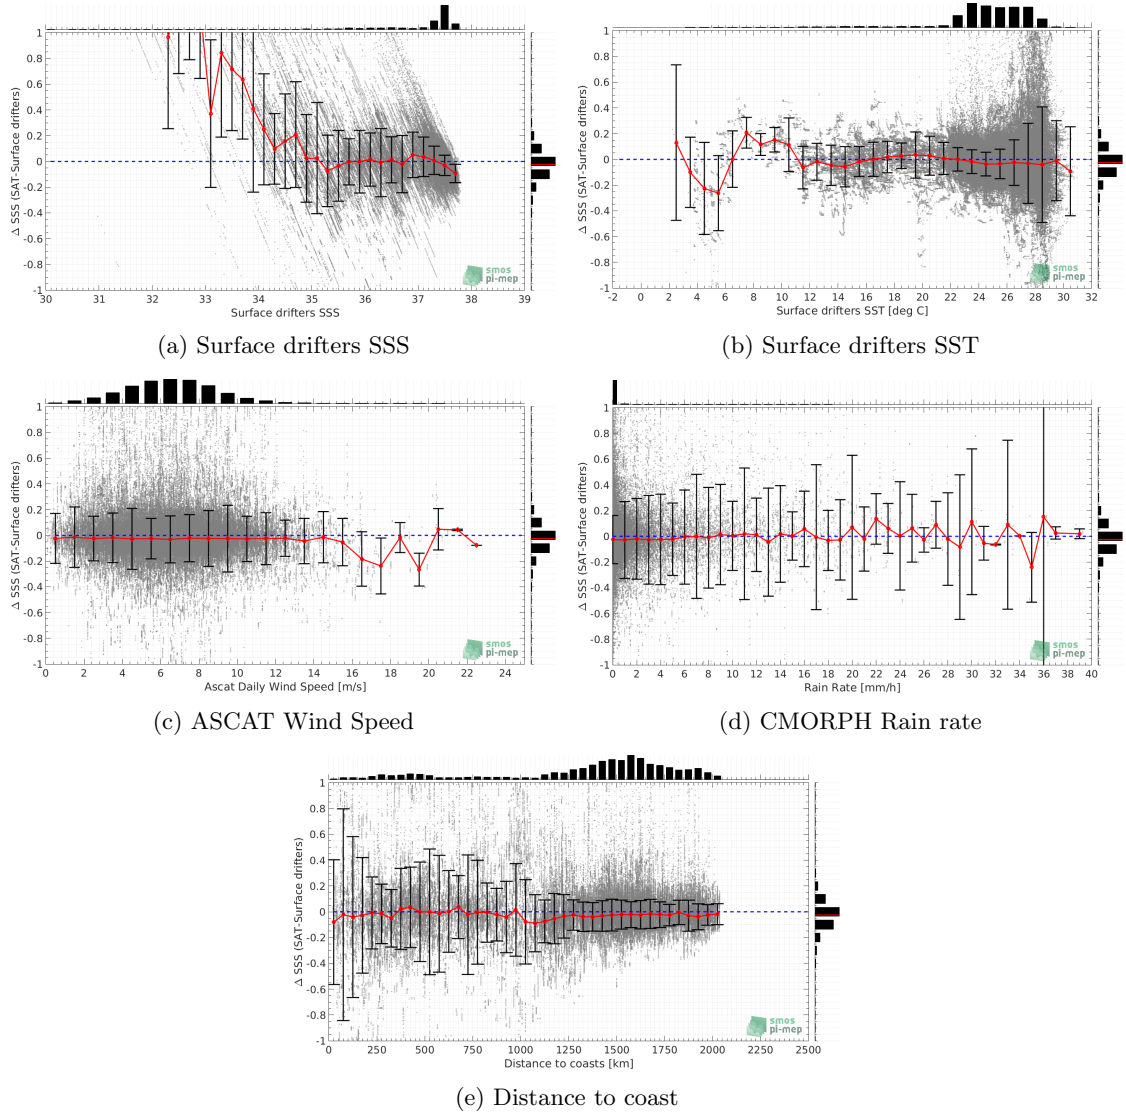 1
0.8
0.6
0.4
0.2
0
-0.2
-0.4
-0.6
-0.8
-1
Δ SSS (SAT-Surface drifters)
30 31 32 33 34 35 36 37 38 39
Surface drifters SSS
smos
pi-mep
(a) Surface drifters SSS
1
0.8
0.6
0.4
0.2
0
-0.2
-0.4
-0.6
-0.8
-1
Δ SSS (SAT-Surface drifters)
-2 0 2 4 6 8 10 12 14 16 18 20 22 24 26 28 30 32
Surface drifters SST [deg C]
smos
pi-mep
(b) Surface drifters SST
1
0.8
0.6
0.4
0.2
0
-0.2
-0.4
-0.6
-0.8
-1
Δ SSS (SAT-Surface drifters)
0 2 4 6 8 10 12 14 16 18 20 22 24
Ascat Daily Wind Speed [m/s]
smos
pi-mep
(c) ASCAT Wind Speed
1
0.8
0.6
0.4
0.2
0
-0.2
-0.4
-0.6
-0.8
-1
Δ SSS (SAT-Surface drifters)
0 2 4 6 8 10 12 14 16 18 20 22 24 26 28 30 32 34 36 38 40
Rain Rate [mm/h]
smos
pi-mep
(d) CMORPH Rain rate
1
0.8
0.6
0.4
0.2
0
-0.2
-0.4
-0.6
-0.8
-1
Δ SSS (SAT-Surface drifters)
0 250 500 750 1000 1250 1500 1750 2000 2250 2500
Distance to coasts [km]
smos
pi-mep
(e) Distance to coast